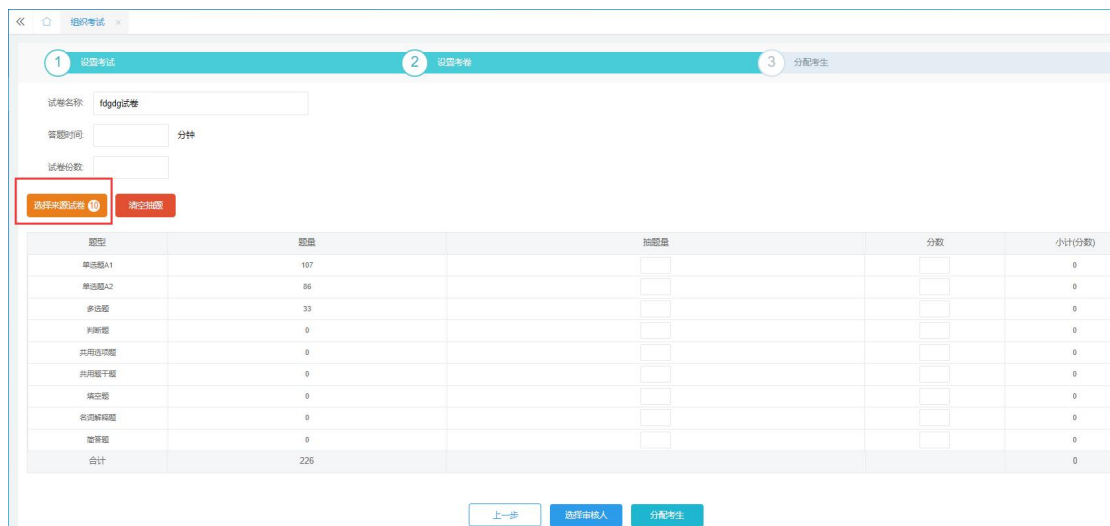 组织考试 ×
1 设置考试 2 设置考卷 3 分配考生
试卷名称: fdgdg试卷
答题时间: 分钟
试卷份数:
选择来源试卷 10 清空抽题
题型 题量 抽题量 分数 小计(分数)
单选题A1 107 0
单选题A2 86 0
多选题 33 0
判断题 0 0
共用选项题 0 0
共用题干题 0 0
填空题 0 0
名词解释题 0 0
简答题 0 0
合计 226 0
上一步 选择审核人 分配考生